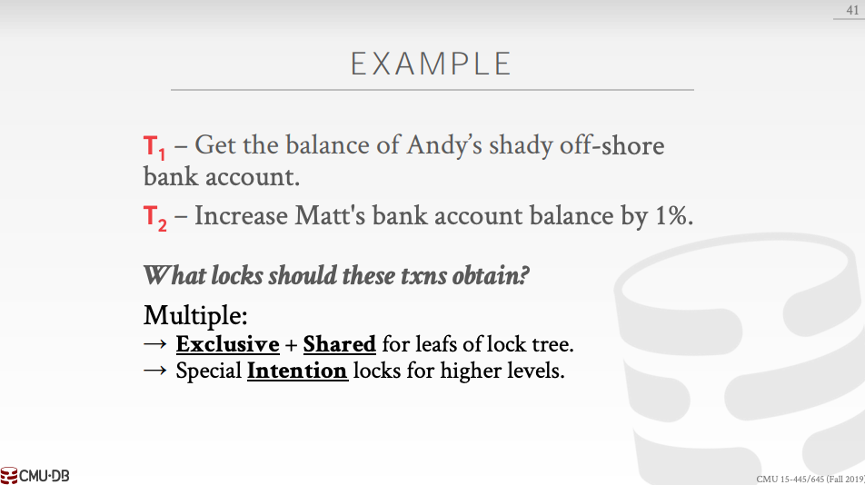 41
EXAMPLE
T1 – Get the balance of Andy’s shady off-shore
bank account.
T2 – Increase Matt's bank account balance by 1%.
What locks should these txns obtain?
Multiple:
→ Exclusive + Shared for leafs of lock tree.
→ Special Intention locks for higher levels.
CMU·DB
CMU 15-445/645 (Fall 2019)